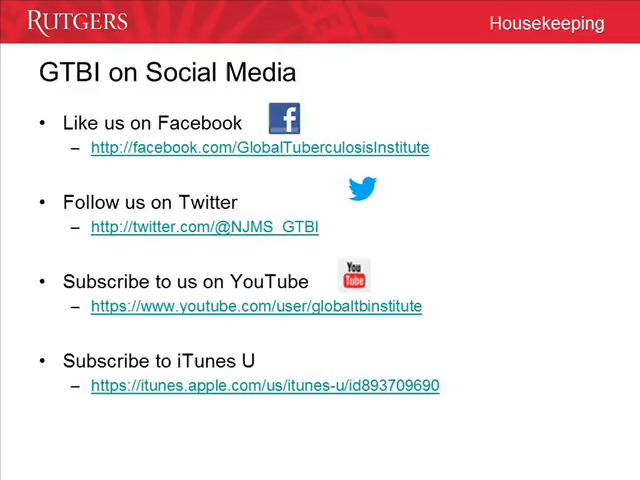 RUTGERS
Housekeeping
GTBI on Social Media
• Like us on Facebook
– http://facebook.com/GlobalTuberculosisInstitute
• Follow us on Twitter
– http://twitter.com/@NJMS_GTBI
• Subscribe to us on YouTube
You
Tube
– https://www.youtube.com/user/globaltbinstitute
• Subscribe to iTunes U
– https://itunes.apple.com/us/itunes-u/id893709690